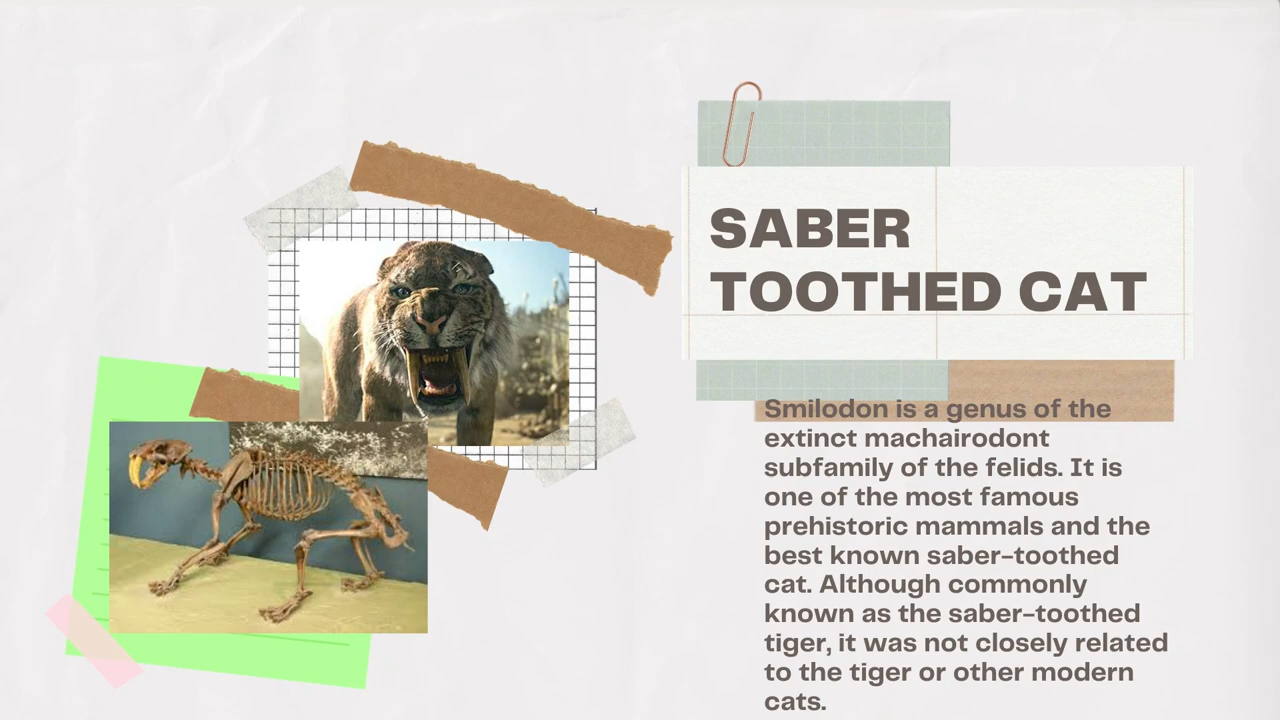 SABER
TOOTHED CAT
Smilodon is a genus of the
extinct machairodont
subfamily of the felids. It is
one of the most famous
prehistoric mammals and the
best known saber-toothed
cat. Although commonly
known as the saber-toothed
tiger, it was not closely related
to the tiger or other modern
cats.